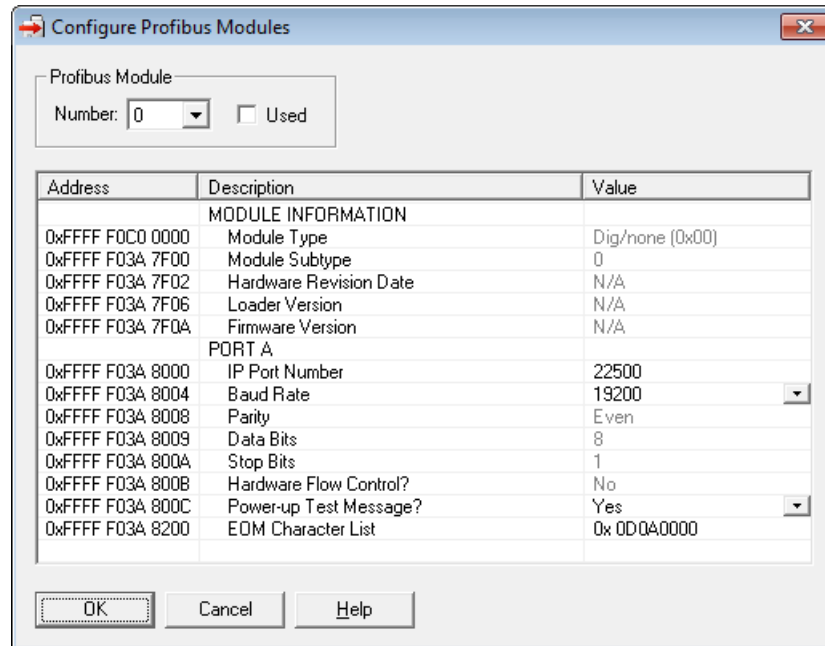 Configure Profibus Modules
Profibus Module
Number: 0 Used
Address Description Value
MODULE INFORMATION
0xFFFF F0C0 0000 Module Type Dig/none (0x00)
0xFFFF F03A 7F00 Module Subtype 0
0xFFFF F03A 7F02 Hardware Revision Date N/A
0xFFFF F03A 7F06 Loader Version N/A
0xFFFF F03A 7F0A Firmware Version N/A
PORT A
0xFFFF F03A 8000 IP Port Number 22500
0xFFFF F03A 8004 Baud Rate 19200
0xFFFF F03A 8008 Parity Even
0xFFFF F03A 8009 Data Bits 8
0xFFFF F03A 800A Stop Bits 1
0xFFFF F03A 800B Hardware Flow Control? No
0xFFFF F03A 800C Power-up Test Message? Yes
0xFFFF F03A 8200 EOM Character List 0x 0D0A0000
OK Cancel Help